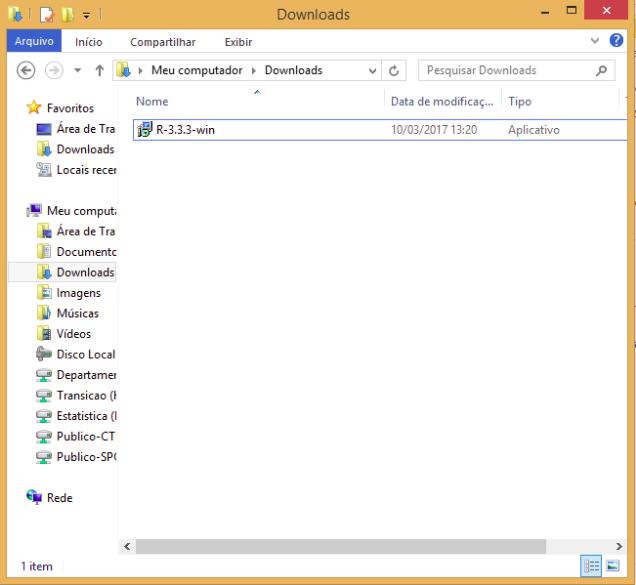 Downloads
Arquivo Início Compartilhar Exibir
Meu computador Downloads Pesquisar Downloads
Nome Data de modificaç... Tipo
R-3.3.3-win 10/03/2017 13:20 Aplicativo
Favoritos
Área de Tra
Downloads
Locais recer
Meu computa
Área de Tra
Documento
Downloads
Imagens
Músicas
Vídeos
Disco Local
Departamer
Transicao (H
Estatistica (I
Publico-CT
Publico-SPO
Rede
1 item